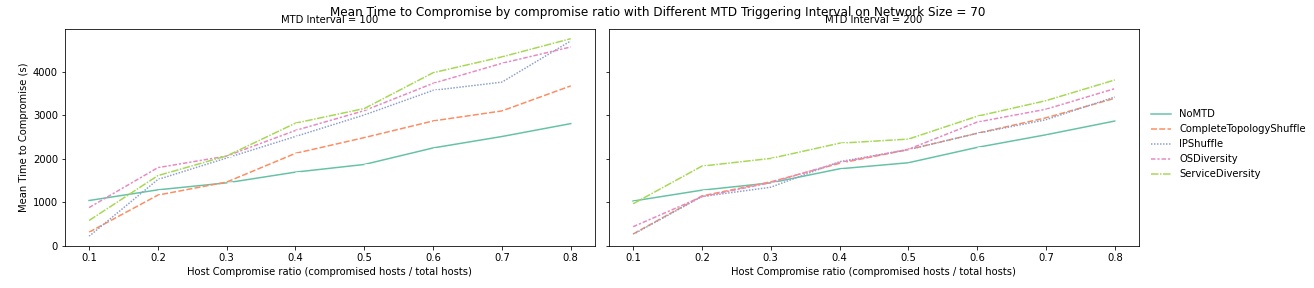 Mean Time to Compromise by compromise ratio with Different MTD Triggering Interval on Network Size = 70
MTD Interval = 100
MTD Interval = 200
Mean Time to Compromise (s)
4000
3000
2000
1000
0
0.1 0.2 0.3 0.4 0.5 0.6 0.7 0.8
Host Compromise ratio (compromised hosts / total hosts)
0.1 0.2 0.3 0.4 0.5 0.6 0.7 0.8
Host Compromise ratio (compromised hosts / total hosts)
NoMTD
CompleteTopologyShuffle
IPShuffle
OSDiversity
ServiceDiversity